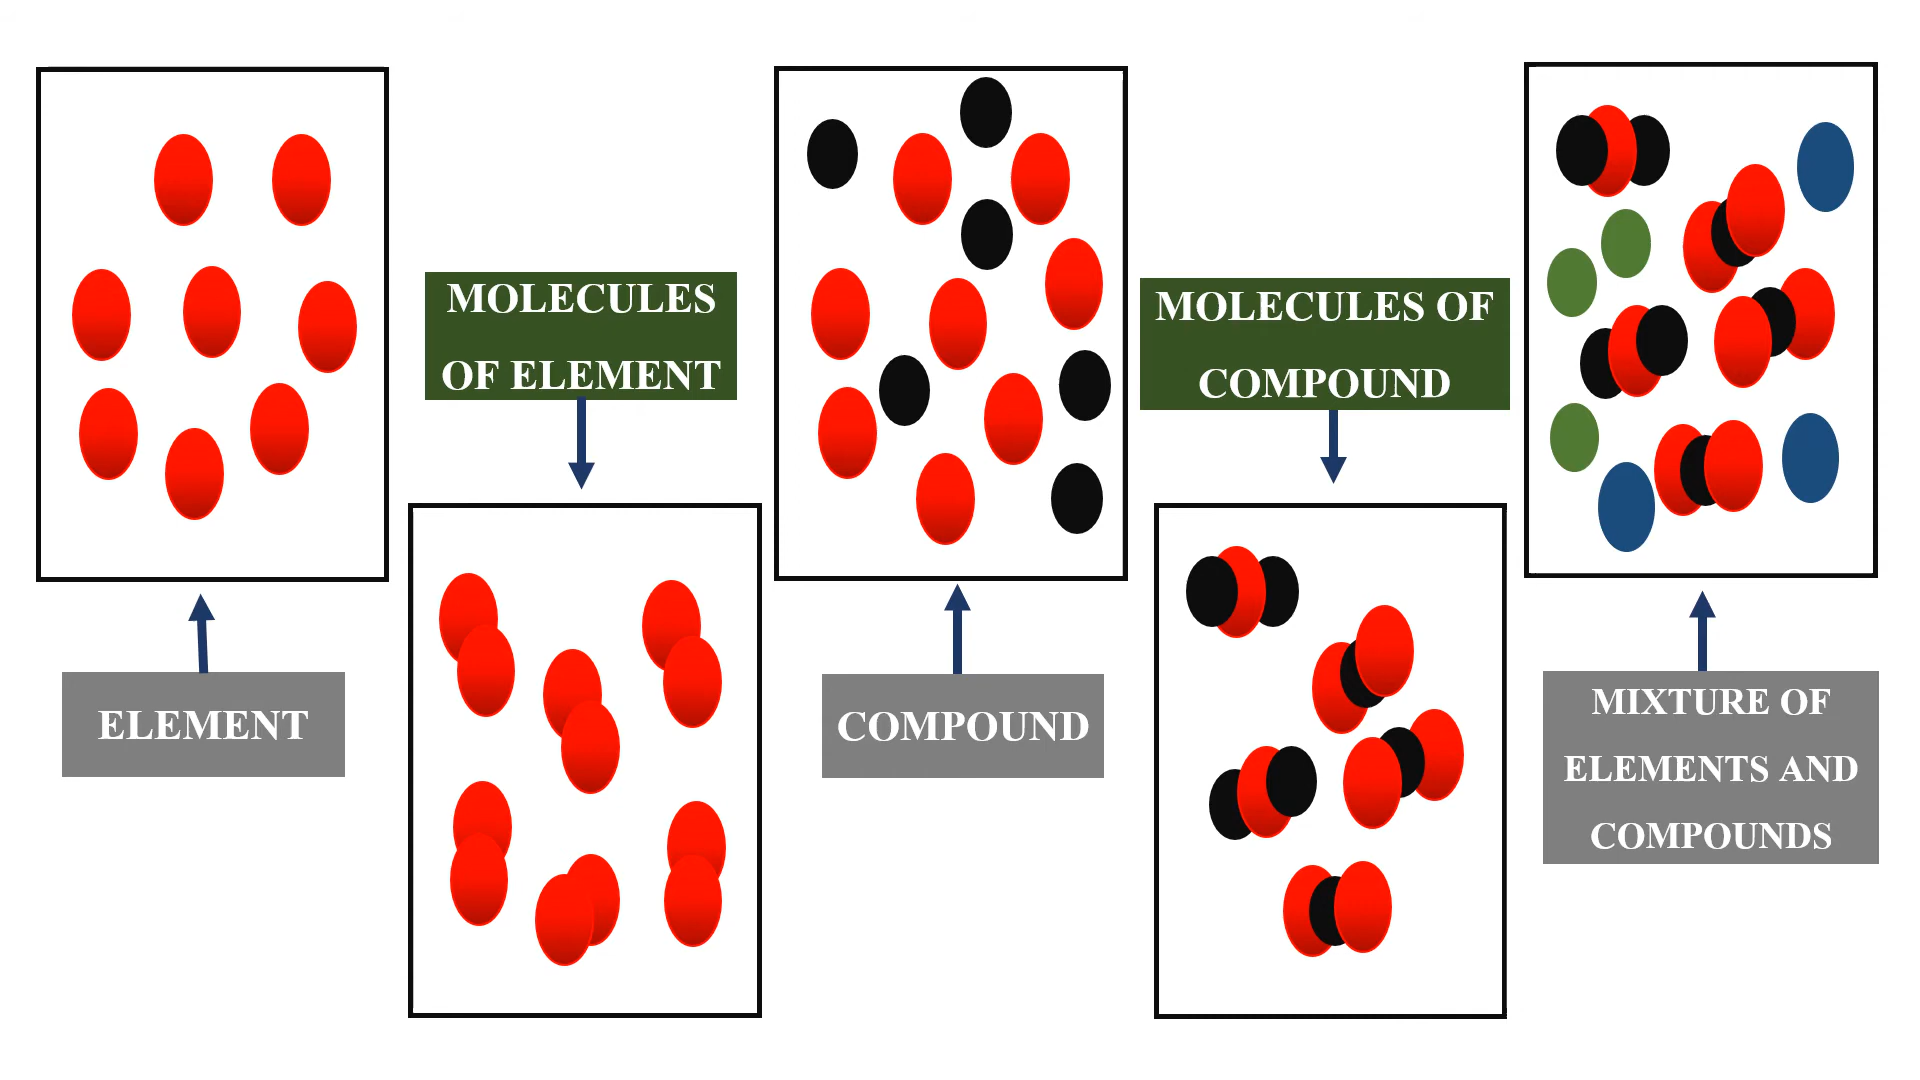 MOLECULES
OF ELEMENT
MOLECULES OF
COMPOUND
ELEMENT
COMPOUND
MIXTURE OF
ELEMENTS AND
COMPOUNDS